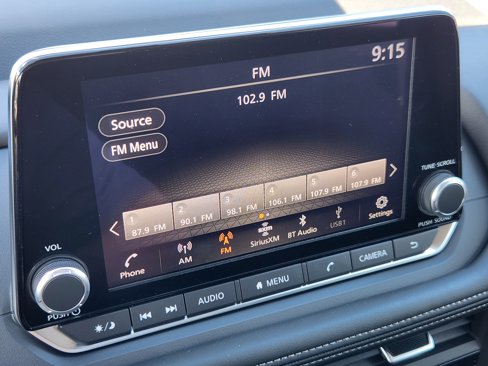 9:15
FM
102.9 FM
Source
FM Menu
1 2 3 4 5 6
87.9 FM 90.1 FM 98.1 FM 106.1 FM 107.9 FM 107.9 FM
Phone AM FM SiriusXM BT Audio USB1 Settings
TUNE·SCROLL
PUSH SOUND
VOL
PUSH
AUDIO MENU CAMERA